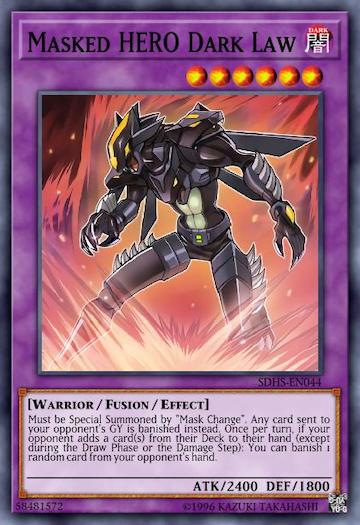 Masked HERO Dark Law
DARK
闇
SDHS-EN044
[Warrior / Fusion / Effect]
Must be Special Summoned by "Mask Change". Any card sent to
your opponent's GY is banished instead. Once per turn, if your
opponent adds a card(s) from their Deck to their hand (except
during the Draw Phase or the Damage Step): You can banish 1
random card from your opponent's hand.
ATK/2400 DEF/1800
58481572
©1996 KAZUKI TAKAHASHI